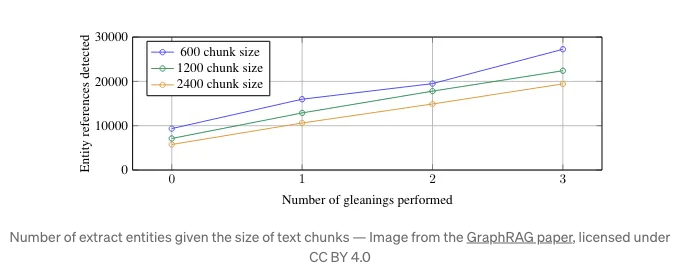 30000
20000
10000
0
Entity references detected
600 chunk size
1200 chunk size
2400 chunk size
0 1 2 3
Number of gleanings performed
Number of extract entities given the size of text chunks — Image from the GraphRAG paper, licensed under
CC BY 4.0